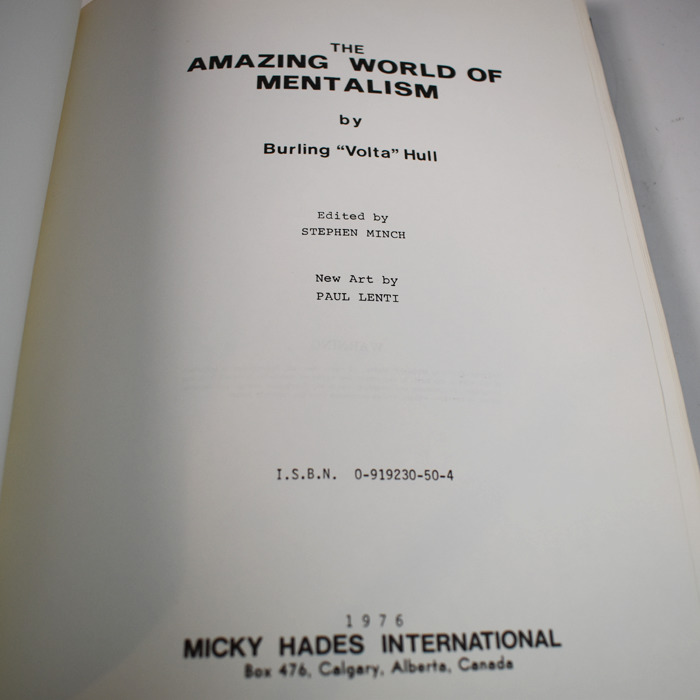 THE
AMAZING WORLD OF
MENTALISM
by
Burling “Volta” Hull
Edited by
STEPHEN MINCH
New Art by
PAUL LENTI
I.S.B.N. 0-919230-50-4
1976
MICKY HADES INTERNATIONAL
Box 476, Calgary, Alberta, Canada